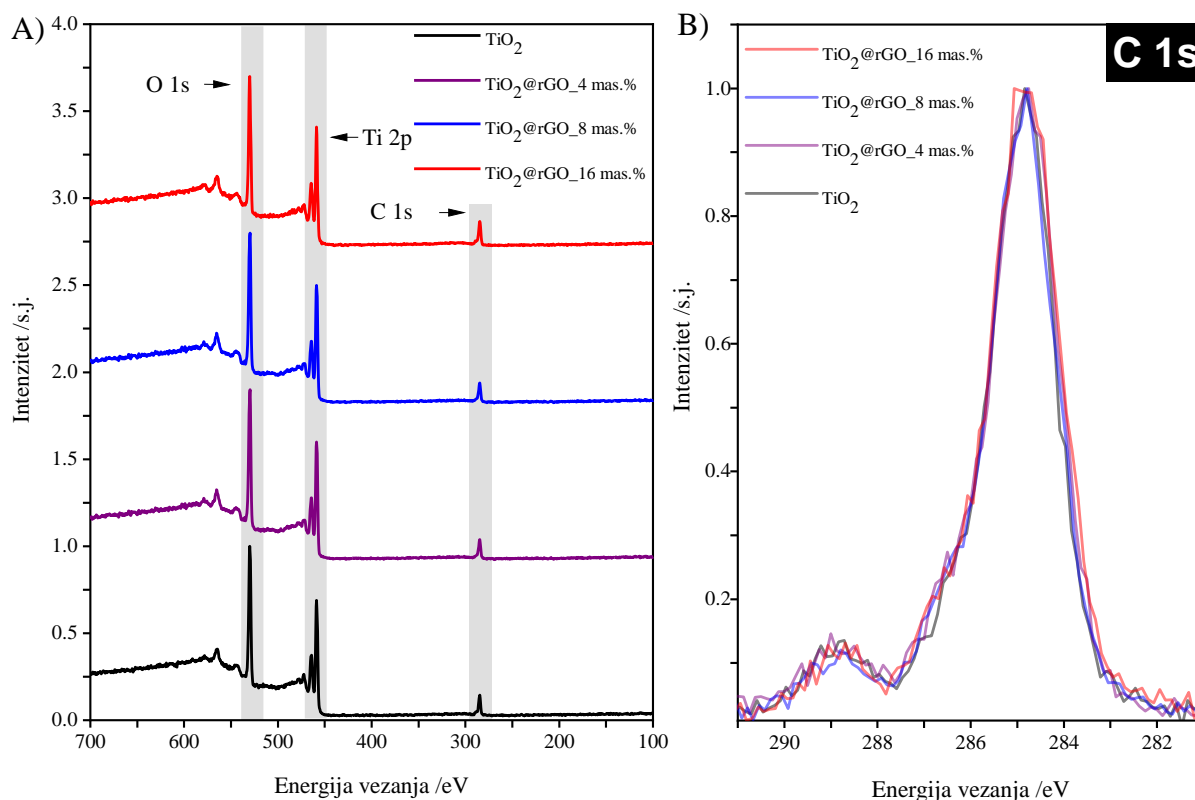 A)
4.0
3.5
3.0
2.5
2.0
1.5
1.0
0.5
0.0
Intenzitet /s.j.
700
600
500
400
300
200
100
Energija vezanja /eV
O 1s
Ti 2p
C 1s
TiO2
TiO2@rGO_4 mas.%
TiO2@rGO_8 mas.%
TiO2@rGO_16 mas.%
B)
C 1s
TiO2@rGO_16 mas.%
TiO2@rGO_8 mas.%
TiO2@rGO_4 mas.%
TiO2
1.0
0.8
0.6
0.4
0.2
Intenzitet /s.j.
290
288
286
284
282
Energija vezanja /eV